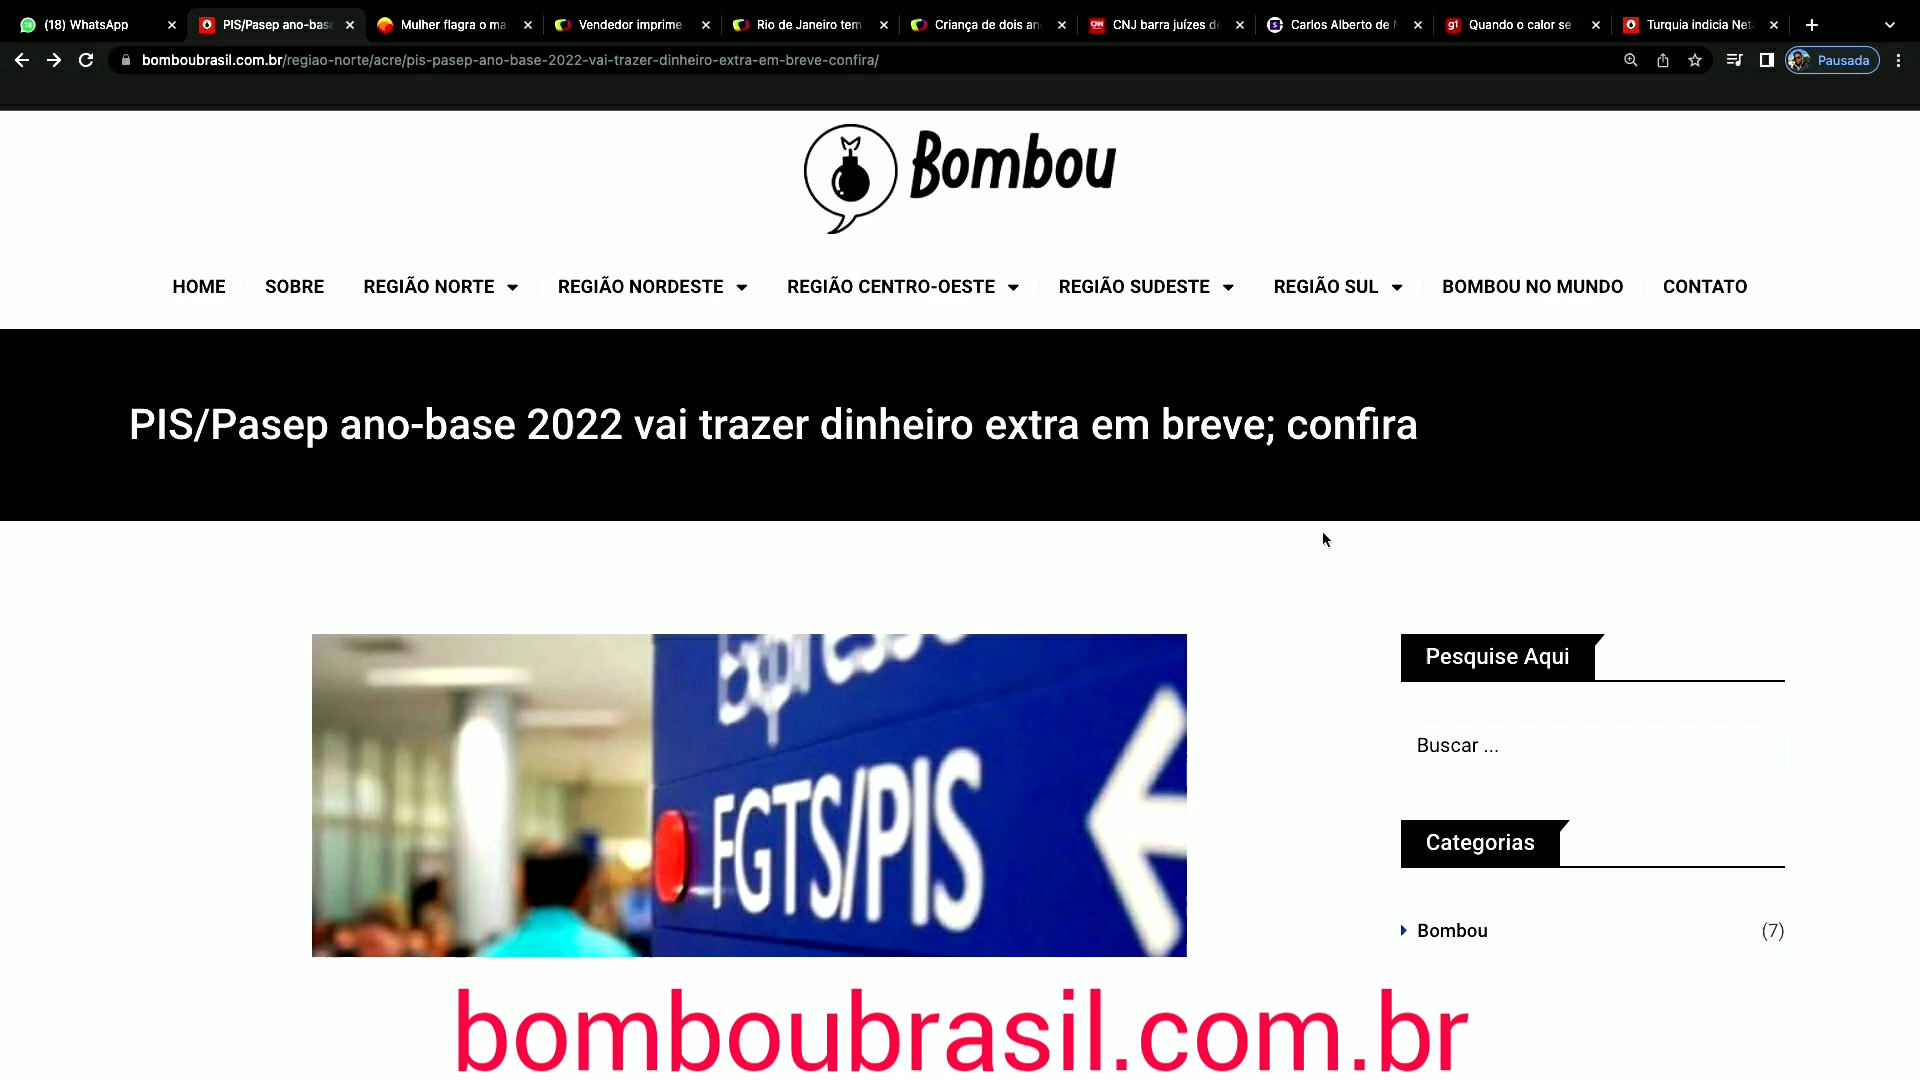 (18) WhatsApp
PIS/Pasep ano-base
Mulher flagra o ma
Vendedor imprime
Rio de Janeiro tem
Criança de dois an
CNJ barra juízes de
Carlos Alberto de N
Quando o calor se
Turquia indicia Net
bomboubrasil.com.br/regiao-norte/acre/pis-pasep-ano-base-2022-vai-trazer-dinheiro-extra-em-breve-confira/
Pausada
Bombou
HOME SOBRE REGIÃO NORTE REGIÃO NORDESTE REGIÃO CENTRO-OESTE REGIÃO SUDESTE REGIÃO SUL BOMBOU NO MUNDO CONTATO
PIS/Pasep ano-base 2022 vai trazer dinheiro extra em breve; confira
Expresso
FGTS/PIS
Pesquise Aqui
Buscar ...
Categorias
Bombou (7)
bomboubrasil.com.br